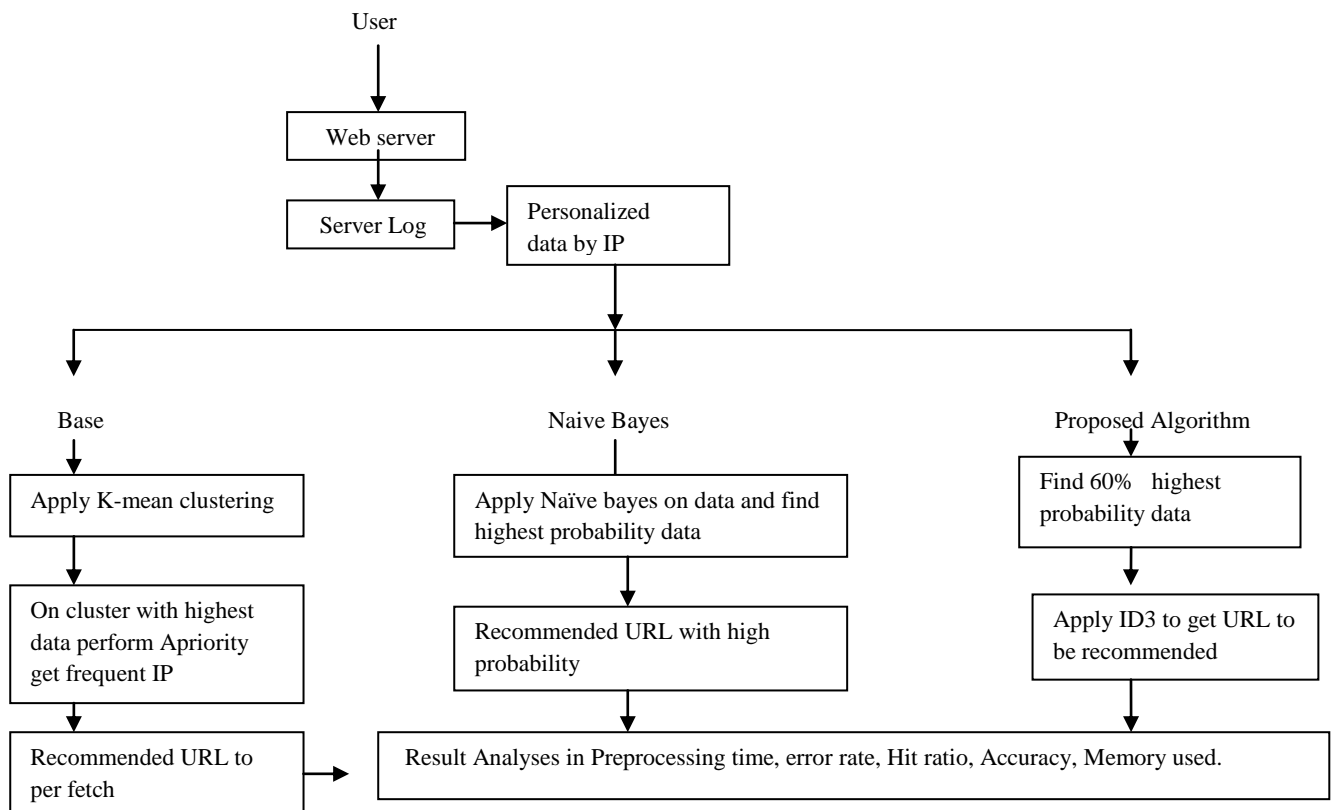 User
Web server
Server Log
Personalized
data by IP
Base
Naive Bayes
Proposed Algorithm
Apply K-mean clustering
Apply Naïve bayes on data and find
highest probability data
Find 60% highest
probability data
On cluster with highest
data perform Apriority
get frequent IP
Recommended URL with high
probability
Apply ID3 to get URL to
be recommended
Recommended URL to
per fetch
Result Analyses in Preprocessing time, error rate, Hit ratio, Accuracy, Memory used.